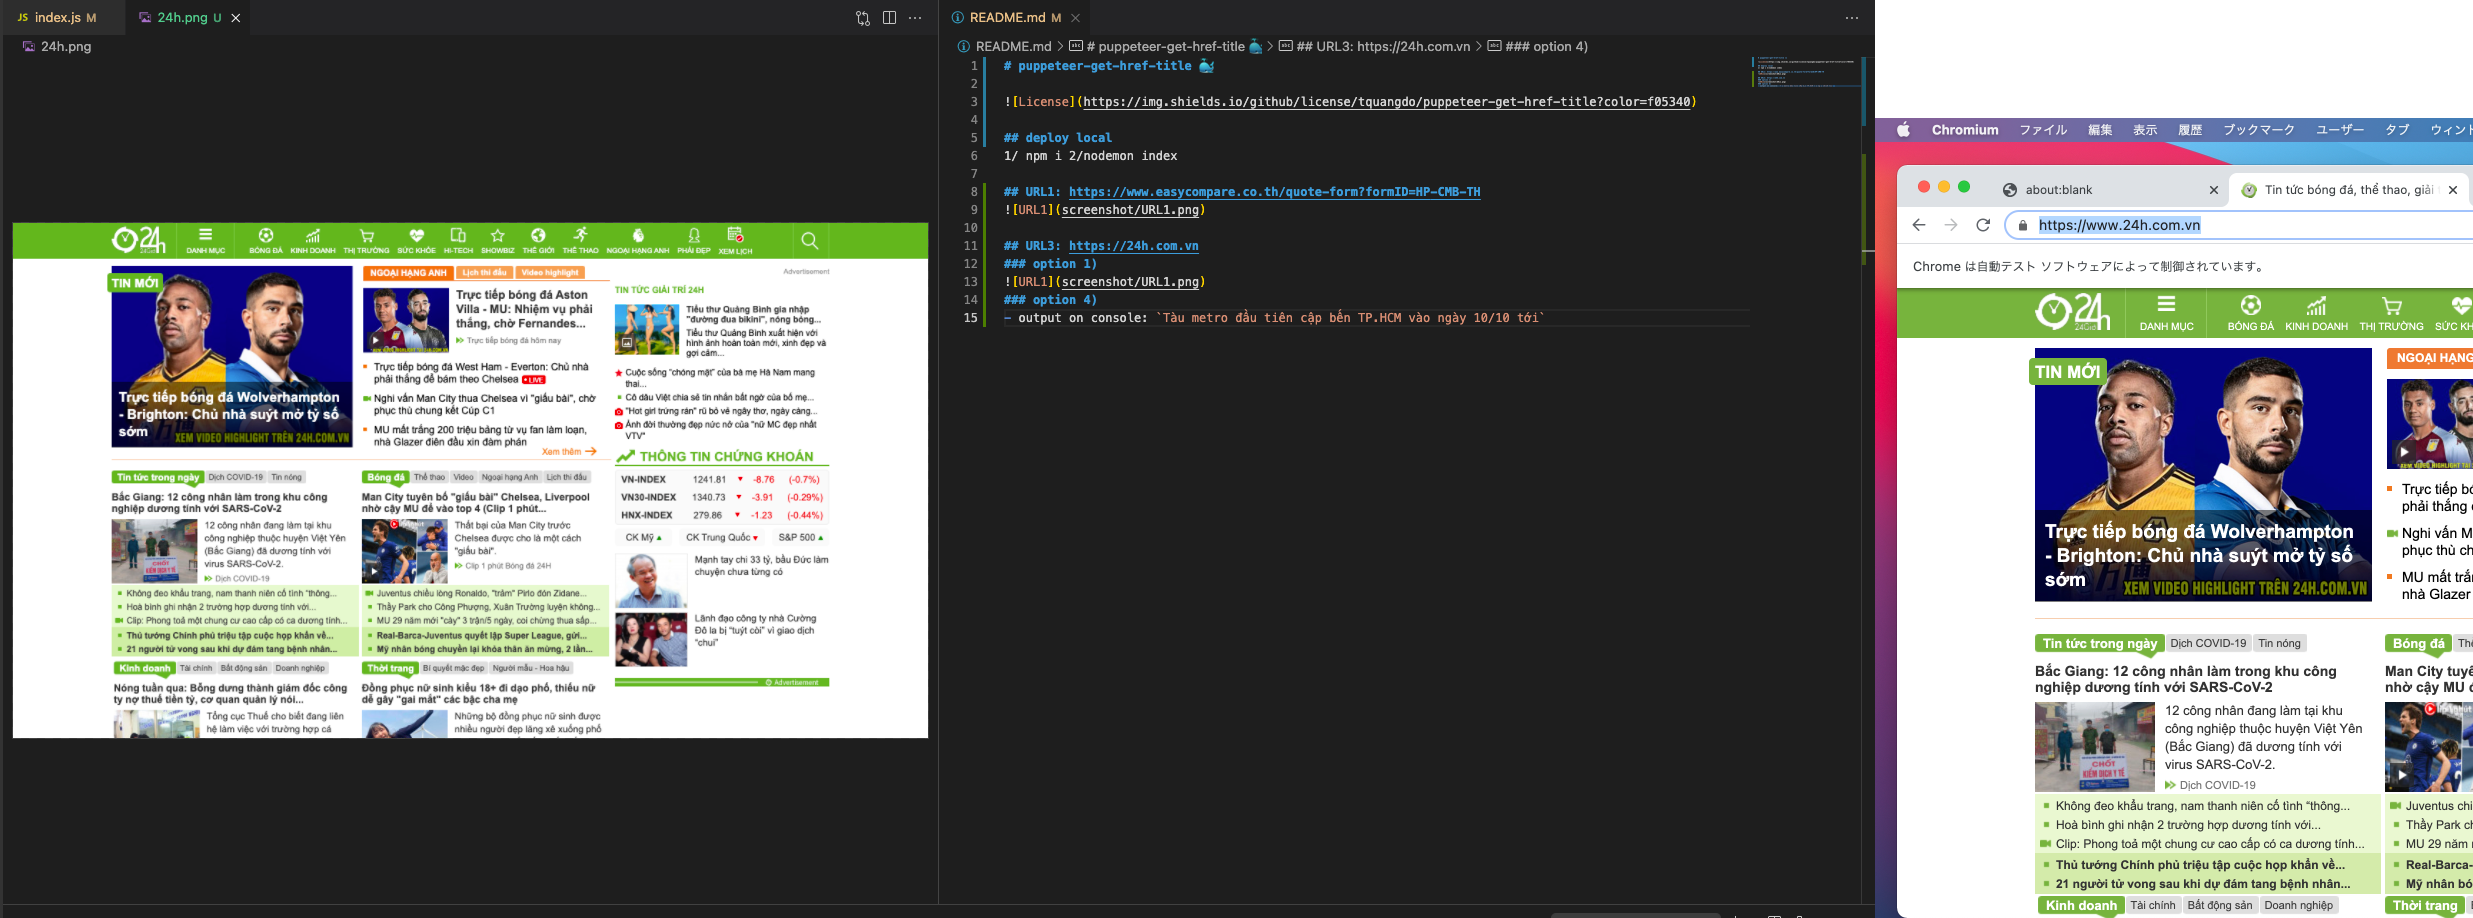 JS index.js M
24h.png U
24h.png
24h
DANH MỤC
BÓNG ĐÁ
KINH DOANH
THỊ TRƯỜNG
SỨC KHỎE
HI-TECH
SHOWBIZ
THẾ GIỚI
THỂ THAO
NGOẠI HẠNG ANH
PHÁI ĐẸP
XEM LỊCH
TIN MỚI
Trực tiếp bóng đá Wolverhampton
- Brighton: Chủ nhà suýt mở tỷ số
sớm
XEM VIDEO HIGHLIGHT TRÊN 24H.COM.VN
NGOẠI HẠNG ANH
Lịch thi đấu
Video highlight
Trực tiếp bóng đá Aston
Villa - MU: Nhiệm vụ phải
thắng, chờ Fernandes...
Trực tiếp bóng đá hôm nay
Trực tiếp bóng đá West Ham - Everton: Chủ nhà
phải thắng để bám theo Chelsea LIVE
Nghi vấn Man City thua Chelsea vì "giấu bài", chờ
phục thù chung kết Cúp C1
MU mất trắng 200 triệu bảng từ vụ fan làm loạn,
nhà Glazer điên đầu xin đàm phán
Xem thêm
Advertisement
TIN TỨC GIẢI TRÍ 24H
Tiểu thư Quảng Bình gia nhập
"đường đua bikini", nóng bỏng...
Tiểu thư Quảng Bình xuất hiện với
hình ảnh hoàn toàn mới, xinh đẹp và
gợi cảm...
Cuộc sống "chóng mặt" của bà mẹ Hà Nam mang
thai...
Cô dâu Việt chia sẻ tin nhắn bất ngờ của bố mẹ...
"Hot girl trứng rán" rũ bỏ vẻ ngây thơ, ngày càng...
Ảnh đời thường đẹp nức nở của "nữ MC đẹp nhất
VTV"
THÔNG TIN CHỨNG KHOÁN
VN-INDEX 1241.81 -8.76 (-0.7%)
VN30-INDEX 1340.73 -3.91 (-0.29%)
HNX-INDEX 279.86 -1.23 (-0.44%)
CK Mỹ CK Trung Quốc S&P 500
Mạnh tay chi 33 tỷ, bầu Đức làm
chuyện chưa từng có
Lãnh đạo công ty nhà Cường
Đô la bị "tuýt còi" vì giao dịch
"chui"
Advertisement
Tin tức trong ngày Dịch COVID-19 Tin nóng
Bắc Giang: 12 công nhân làm trong khu công
nghiệp dương tính với SARS-CoV-2
12 công nhân đang làm tại khu
công nghiệp thuộc huyện Việt Yên
(Bắc Giang) đã dương tính với
virus SARS-CoV-2.
Dịch COVID-19
Không đeo khẩu trang, nam thanh niên cố tình "thông...
Hoà bình ghi nhận 2 trường hợp dương tính với...
Clip: Phong toả một chung cư cao cấp có ca dương tính...
Thủ tướng Chính phủ triệu tập cuộc họp khẩn về...
21 người tử vong sau khi dự đám tang bệnh nhân...
Bóng đá Thể thao Video Ngoại hạng Anh Lịch thi đấu
Man City tuyên bố "giấu bài" Chelsea, Liverpool
nhờ cậy MU để vào top 4 (Clip 1 phút...
Thất bại của Man City trước
Chelsea được cho là một cách
"giấu bài".
Clip 1 phút Bóng đá 24H
Juventus chiều lòng Ronaldo, "trảm" Pirlo đón Zidane...
Thầy Park cho Công Phượng, Xuân Trường luyện không...
MU 29 năm mới "cày" 3 trận/5 ngày, coi chừng thua sấp...
Real-Barca-Juventus quyết lập Super League, gửi...
Mỹ nhân bóng chuyền lại khỏa thân ăn mừng, 2 lần...
Kinh doanh Tài chính Bất động sản Doanh nghiệp
Nóng tuần qua: Bỗng dưng thành giám đốc công
ty nợ thuế tiền tỷ, cơ quan quản lý nói...
Tổng cục Thuế cho biết đang liên
hệ làm việc với trường hợp cá
Thời trang Bí quyết mặc đẹp Người mẫu - Hoa hậu
Đồng phục nữ sinh kiểu 18+ đi dạo phố, thiếu nữ
dễ gây "gai mắt" các bậc cha mẹ
Những bộ đồng phục nữ sinh được
nhiều người đẹp lăng xê xuống phố
README.md M
README.md > # puppeteer-get-href-title 🐳 > ## URL3: https://24h.com.vn > ### option 4)
1 # puppeteer-get-href-title 🐳
2
3 ![License](https://img.shields.io/github/license/tquangdo/puppeteer-get-href-title?color=f05340)
4
5 ## deploy local
6 1/ npm i 2/nodemon index
7
8 ## URL1: https://www.easycompare.co.th/quote-form?formID=HP-CMB-TH
9 ![URL1](screenshot/URL1.png)
10
11 ## URL3: https://24h.com.vn
12 ### option 1)
13 ![URL1](screenshot/URL1.png)
14 ### option 4)
15 - output on console: `Tàu metro đầu tiên cập bến TP.HCM vào ngày 10/10 tới`
Chromium ファイル 編集 表示 履歴 ブックマーク ユーザー タブ ウィンド
about:blank
Tin tức bóng đá, thể thao, giải t
https://www.24h.com.vn
Chrome は自動テスト ソフトウェアによって制御されています。
24h
DANH MỤC
BÓNG ĐÁ
KINH DOANH
THỊ TRƯỜNG
SỨC KH
TIN MỚI
Trực tiếp bóng đá Wolverhampton
- Brighton: Chủ nhà suýt mở tỷ số
sớm
XEM VIDEO HIGHLIGHT TRÊN 24H.COM.VN
NGOẠI HẠNG
Trực tiếp bó
phải thắng
Nghi vấn M
phục thù ch
MU mất trắ
nhà Glazer
Tin tức trong ngày Dịch COVID-19 Tin nóng
Bắc Giang: 12 công nhân làm trong khu công
nghiệp dương tính với SARS-CoV-2
CHỐT
KIỂM DỊCH Y TẾ
12 công nhân đang làm tại khu
công nghiệp thuộc huyện Việt Yên
(Bắc Giang) đã dương tính với
virus SARS-CoV-2.
Dịch COVID-19
Không đeo khẩu trang, nam thanh niên cố tình "thông...
Hoà bình ghi nhận 2 trường hợp dương tính với...
Clip: Phong toả một chung cư cao cấp có ca dương tính...
Thủ tướng Chính phủ triệu tập cuộc họp khẩn về...
21 người tử vong sau khi dự đám tang bệnh nhân...
Kinh doanh Tài chính Bất động sản Doanh nghiệp
Bóng đá Thể
Man City tuyê
nhờ cậy MU
Juventus chi
Thầy Park ch
MU 29 năm
Real-Barca-
Mỹ nhân bó
Thời trang